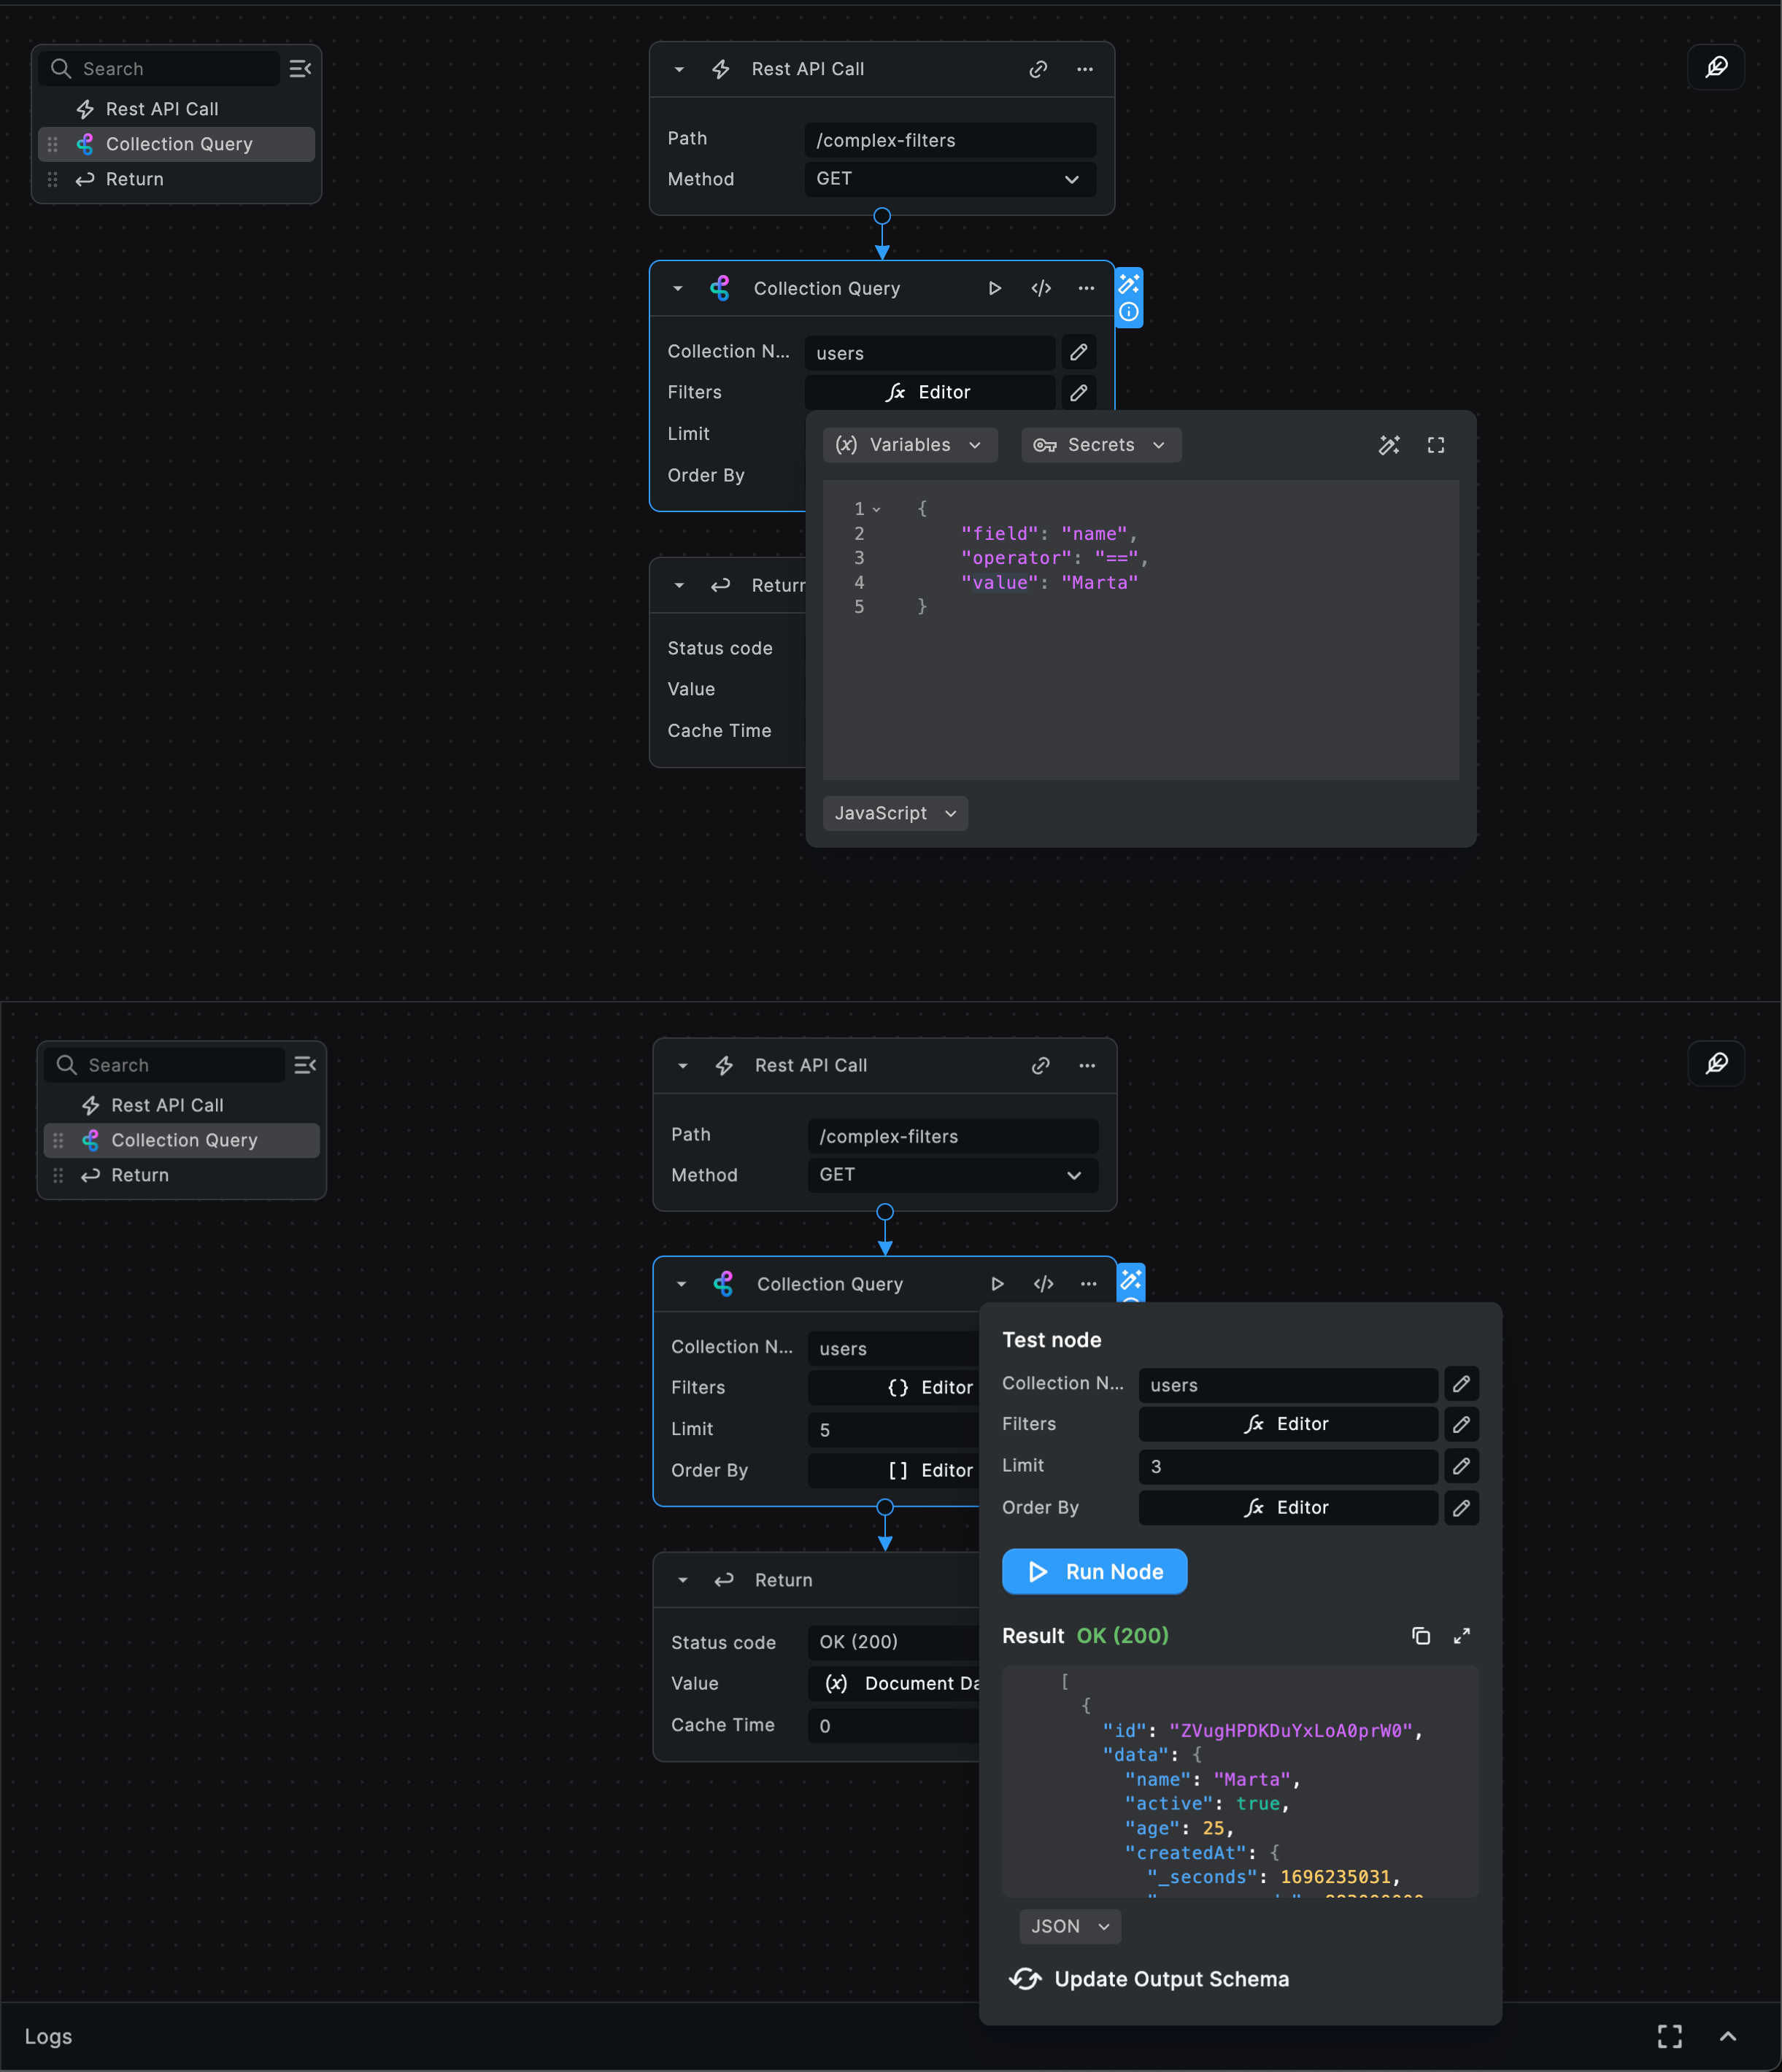 Search
Rest API Call
Collection Query
Return
Rest API Call
Path
/complex-filters
Method
GET
Collection Query
Collection N...
users
Filters
Editor
Limit
Order By
Variables
Secrets
1 {
2 "field": "name",
3 "operator": "==",
4 "value": "Marta"
5 }
JavaScript
Return
Status code
Value
Cache Time
Search
Rest API Call
Collection Query
Return
Rest API Call
Path
/complex-filters
Method
GET
Collection Query
Collection N...
users
Filters
{} Editor
Limit
5
Order By
[] Editor
Return
Status code
OK (200)
Value
(x) Document Da
Cache Time
0
Test node
Collection N...
users
Filters
fx Editor
Limit
3
Order By
fx Editor
Run Node
Result OK (200)
[
{
"id": "ZVugHPDKDuYxLoA0prW0",
"data": {
"name": "Marta",
"active": true,
"age": 25,
"createdAt": {
"_seconds": 1696235031,
JSON
Update Output Schema
Logs